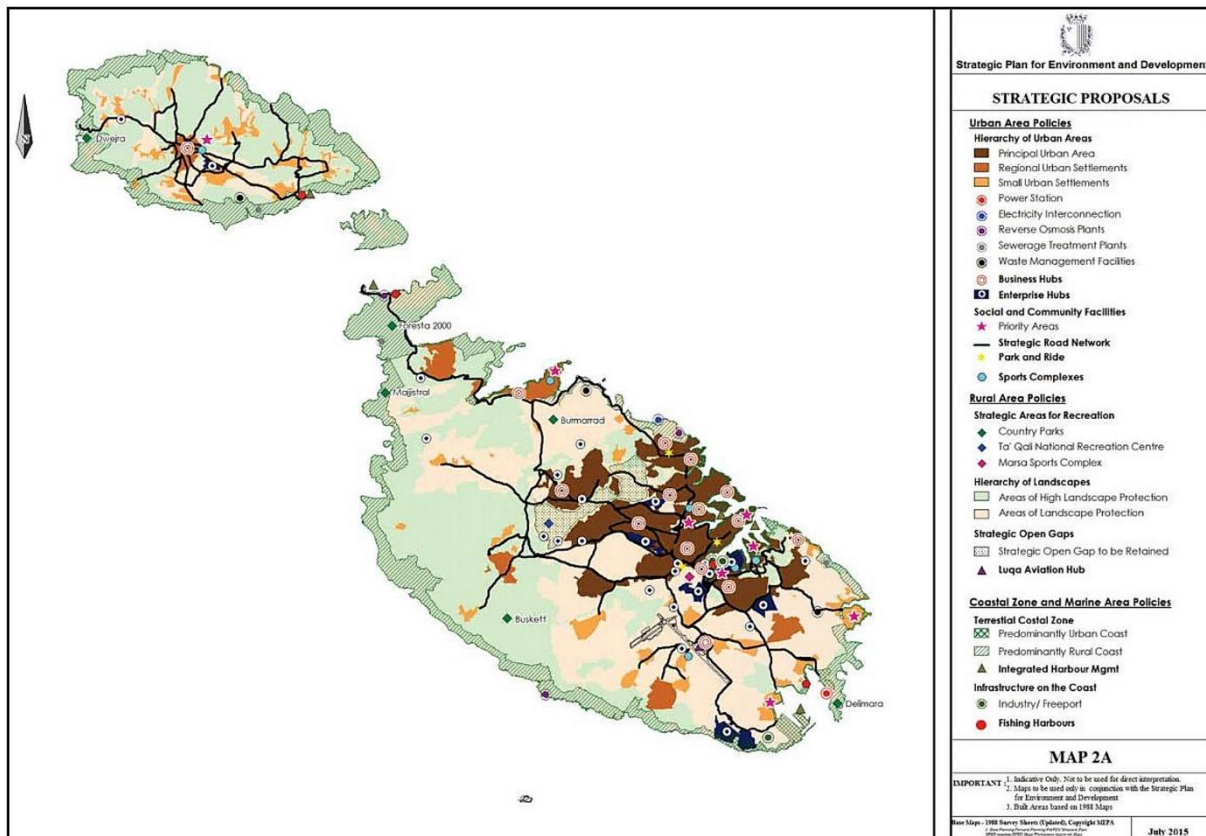 Strategic Plan for Environment and Development
STRATEGIC PROPOSALS
Urban Area Policies
Hierarchy of Urban Areas
Principal Urban Area
Regional Urban Settlements
Small Urban Settlements
Power Station
Electricity Interconnection
Reverse Osmosis Plants
Sewerage Treatment Plants
Waste Management Facilities
Business Hubs
Enterprise Hubs
Social and Community Facilities
Priority Areas
Strategic Road Network
Park and Ride
Sports Complexes
Rural Area Policies
Strategic Areas for Recreation
Country Parks
Ta' Qali National Recreation Centre
Marsa Sports Complex
Hierarchy of Landscapes
Areas of High Landscape Protection
Areas of Landscape Protection
Strategic Open Gaps
Strategic Open Gap to be Retained
Luqa Aviation Hub
Coastal Zone and Marine Area Policies
Terrestial Costal Zone
Predominantly Urban Coast
Predominantly Rural Coast
Integrated Harbour Mgmt
Infrastructure on the Coast
Industry/ Freeport
Fishing Harbours
MAP 2A
IMPORTANT : 1. Indicative Only. Not to be used for direct interpretation.
2. Maps to be used only in conjunction with the Strategic Plan
for Environment and Development
3. Built Areas based on 1988 Maps
Base Maps - 1988 Survey Sheets (Updated), Copyright MEPA
July 2015
N
Dwejra
Foresta 2000
Majjistral
Burmarrad
Buskett
Delimara